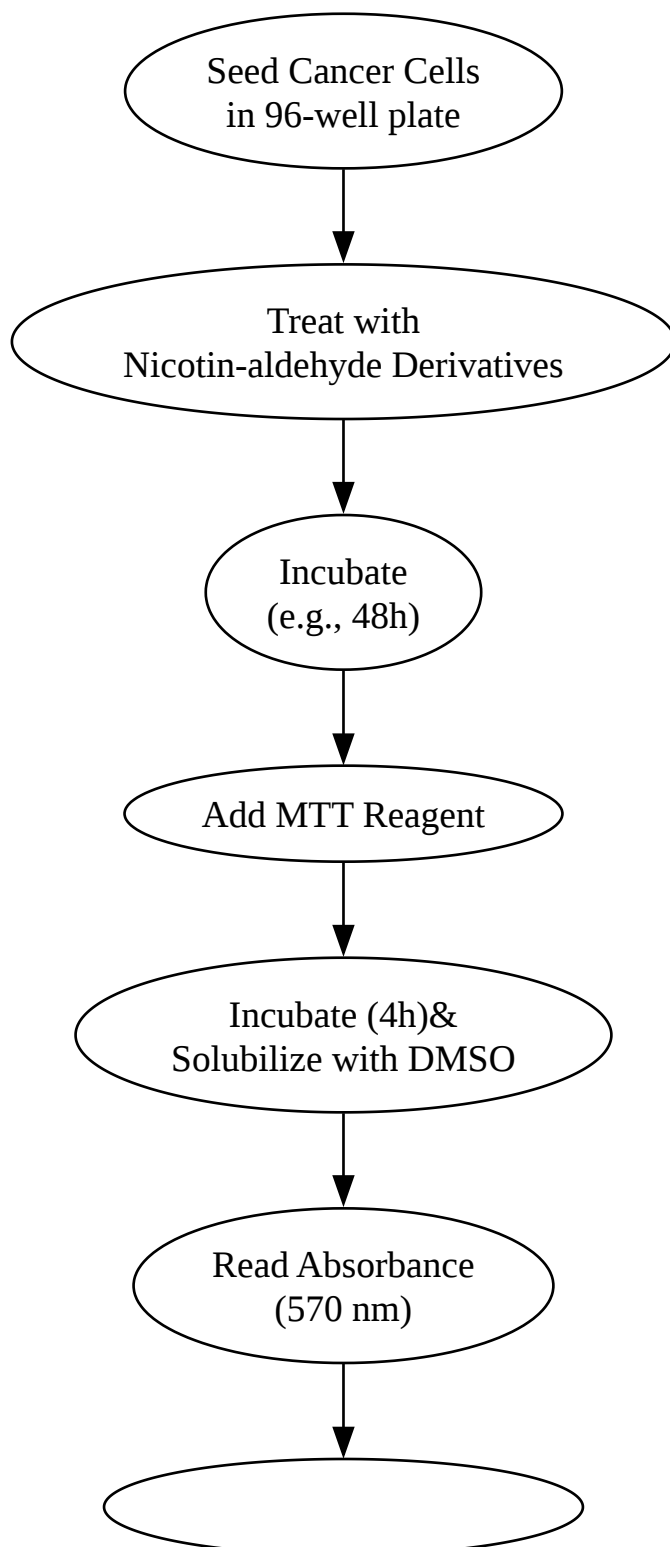 Seed Cancer Cells
in 96-well plate
Treat with
Nicotin-aldehyde Derivatives
Incubate
(e.g., 48h)
Add MTT Reagent
Incubate (4h)&
Solubilize with DMSO
Read Absorbance
(570 nm)